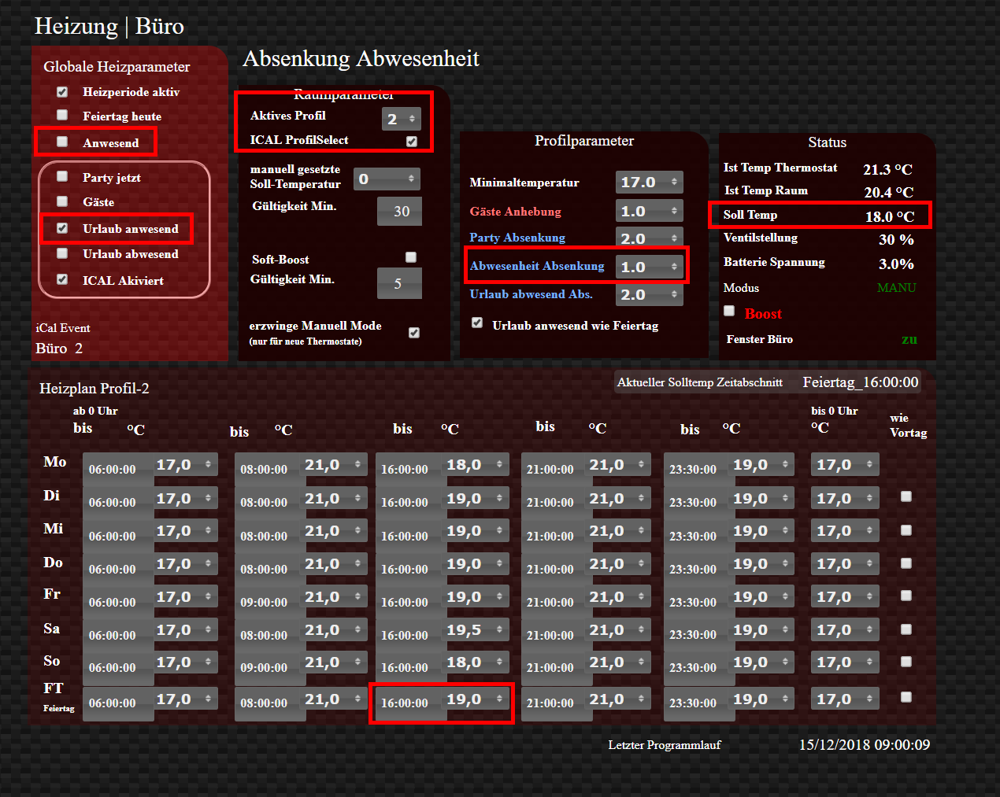 Heizung | Büro
Globale Heizparameter
Heizperiode aktiv
Feiertag heute
Anwesend
Party jetzt
Gäste
Urlaub anwesend
Urlaub abwesend
ICAL Akiviert
iCal Event
Büro 2
Absenkung Abwesenheit
Raumparameter
Aktives Profil 2
ICAL ProfilSelect
manuell gesetzte
Soll-Temperatur 0
Gültigkeit Min. 30
Soft-Boost
Gültigkeit Min. 5
erzwinge Manuell Mode
(nur für neue Thermostate)
Profilparameter
Minimaltemperatur 17.0
Gäste Anhebung 1.0
Party Absenkung 2.0
Abwesenheit Absenkung 1.0
Urlaub abwesend Abs. 2.0
Urlaub anwesend wie Feiertag
Status
Ist Temp Thermostat 21.3 °C
Ist Temp Raum 20.4 °C
Soll Temp 18.0 °C
Ventilstellung 30 %
Batterie Spannung 3.0%
Modus MANU
Boost
Fenster Büro zu
Heizplan Profil-2
Aktueller Solltemp Zeitabschnitt Feiertag_16:00:00
ab 0 Uhr bis 0 Uhr
bis °C bis °C bis °C bis °C bis °C °C wie
Vortag
Mo 06:00:00 17,0 08:00:00 21,0 16:00:00 18,0 21:00:00 21,0 23:30:00 19,0 17,0
Di 06:00:00 17,0 08:00:00 21,0 16:00:00 19,0 21:00:00 21,0 23:30:00 19,0 17,0
Mi 06:00:00 17,0 08:00:00 21,0 16:00:00 19,0 21:00:00 21,0 23:30:00 19,0 17,0
Do 06:00:00 17,0 08:00:00 21,0 16:00:00 19,0 21:00:00 21,0 23:30:00 19,0 17,0
Fr 06:00:00 17,0 09:00:00 21,0 16:00:00 19,0 21:00:00 21,0 23:30:00 19,0 17,0
Sa 06:00:00 17,0 08:00:00 21,0 16:00:00 19,5 21:00:00 21,0 23:30:00 19,0 17,0
So 06:00:00 17,0 09:00:00 21,0 16:00:00 18,0 21:00:00 21,0 23:30:00 19,0 17,0
FT 06:00:00 17,0 08:00:00 21,0 16:00:00 19,0 21:00:00 21,0 23:30:00 19,0 17,0
Feiertag
Letzter Programmlauf 15/12/2018 09:00:09